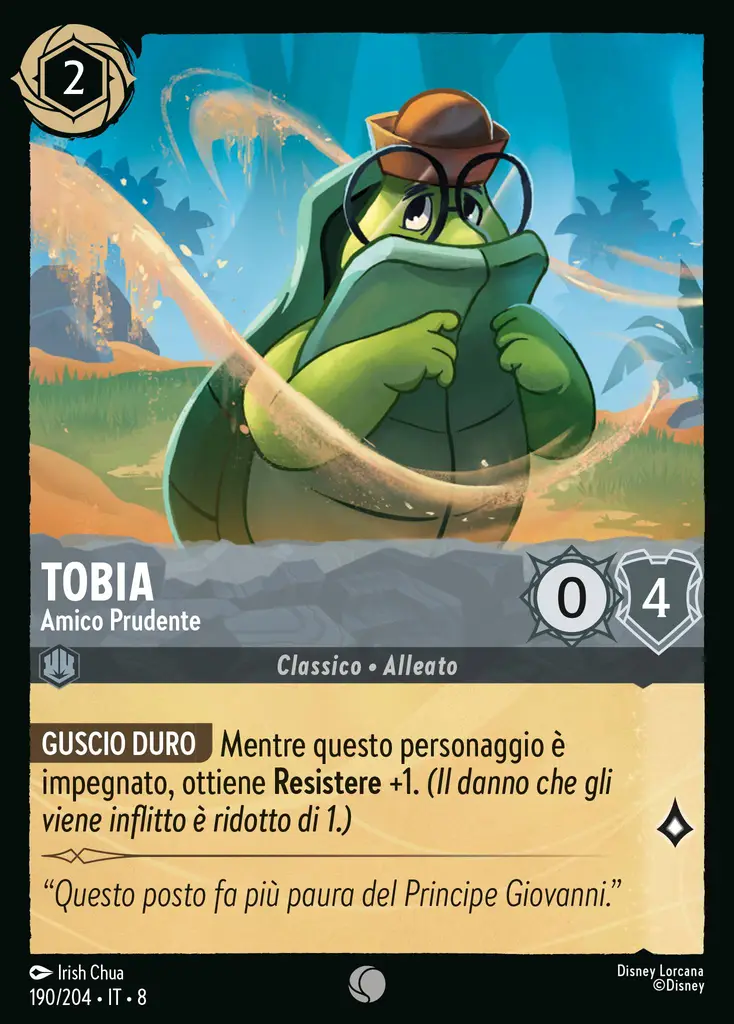 2
TOBIA
Amico Prudente
0
4
Classico • Alleato
GUSCIO DURO Mentre questo personaggio è
impegnato, ottiene Resistere +1. (Il danno che gli
viene inflitto è ridotto di 1.)
“Questo posto fa più paura del Principe Giovanni.”
Irish Chua
190/204 • IT • 8
Disney Lorcana
©Disney